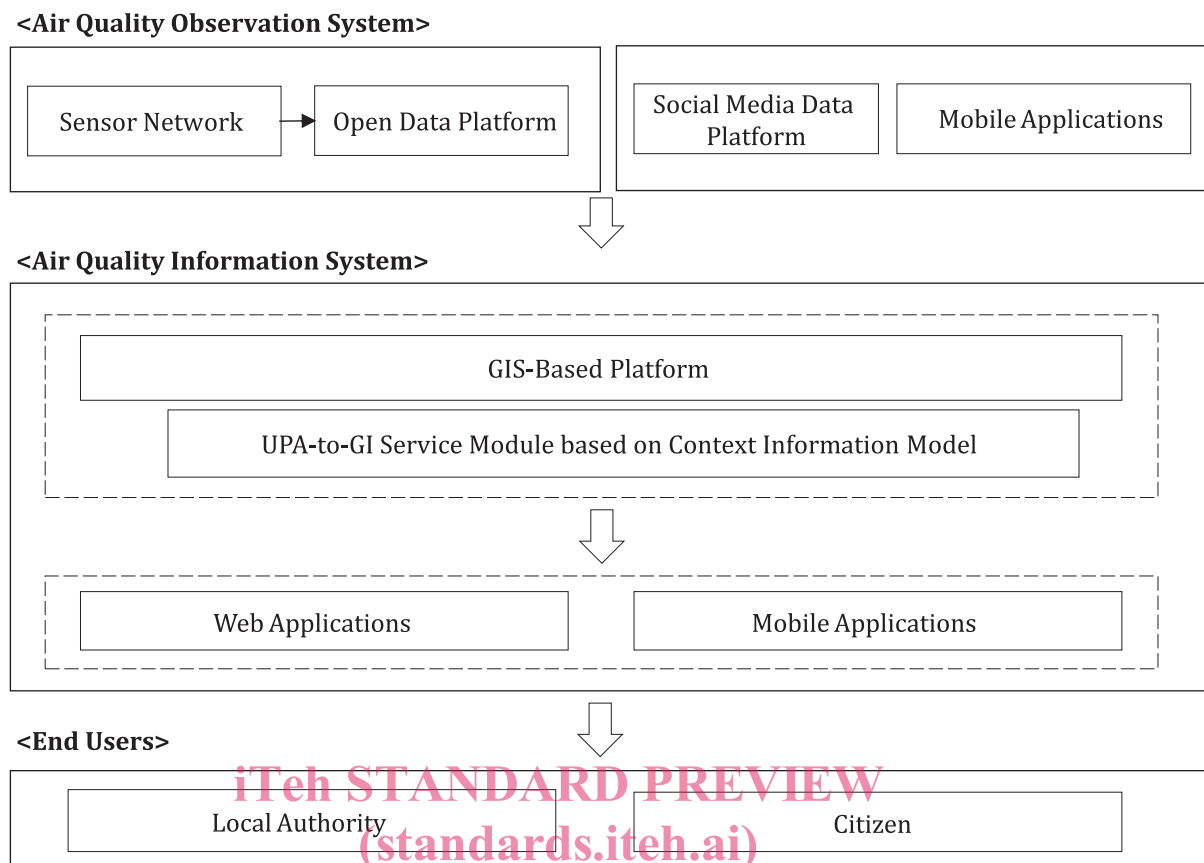 <Air Quality Observation System>
Sensor Network
Open Data Platform
Social Media Data
Platform
Mobile Applications
<Air Quality Information System>
GIS-Based Platform
UPA-to-GI Service Module based on Context Information Model
Web Applications
Mobile Applications
<End Users>
iTeh STANDARD PREVIEW
Local Authority
Citizen
(standards.iteh.ai)